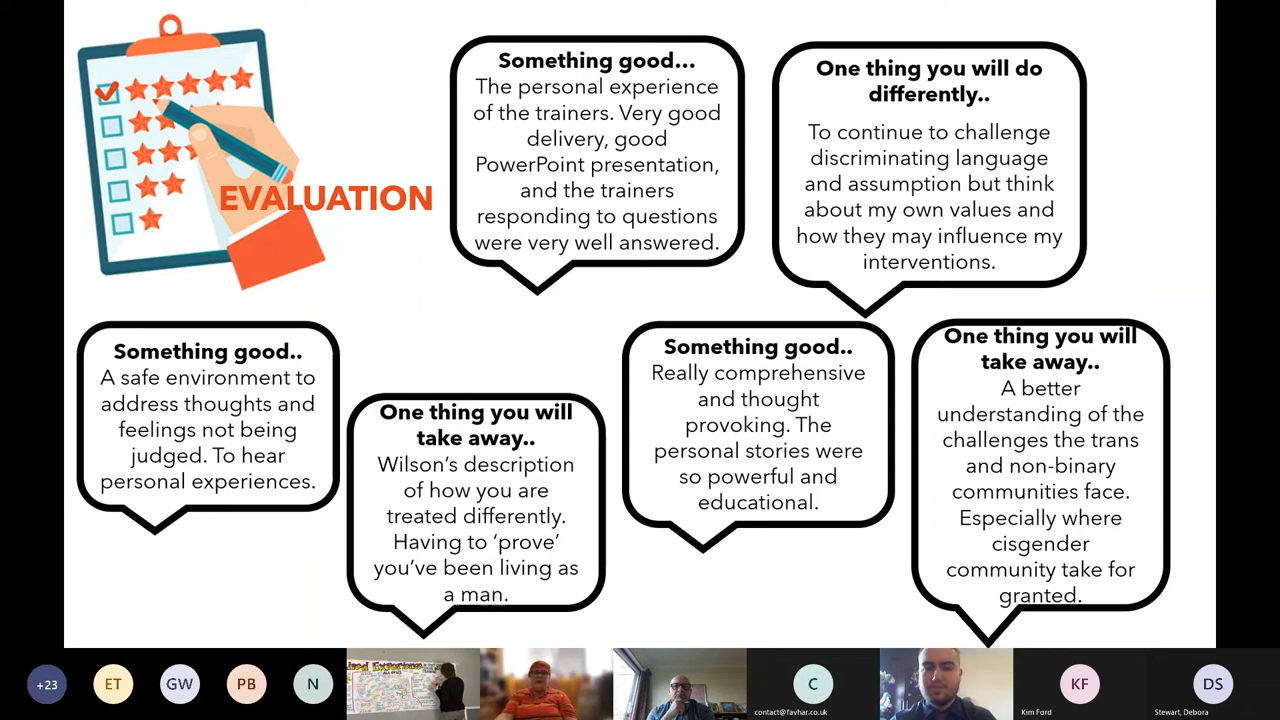 EVALUATION
Something good...
The personal experience
of the trainers. Very good
delivery, good
PowerPoint presentation,
and the trainers
responding to questions
were very well answered.
One thing you will do
differently..
To continue to challenge
discriminating language
and assumption but think
about my own values and
how they may influence my
interventions.
Something good..
A safe environment to
address thoughts and
feelings not being
judged. To hear
personal experiences.
One thing you will
take away..
Wilson's description
of how you are
treated differently.
Having to 'prove'
you've been living as
a man.
Something good..
Really comprehensive
and thought
provoking. The
personal stories were
so powerful and
educational.
One thing you will
take away..
A better
understanding of the
challenges the trans
and non-binary
communities face.
Especially where
cisgender
community take for
granted.
+23
ET
GW
PB
N
C
contact@favhar.co.uk
KF
Kim Ford
DS
Stewart, Debora